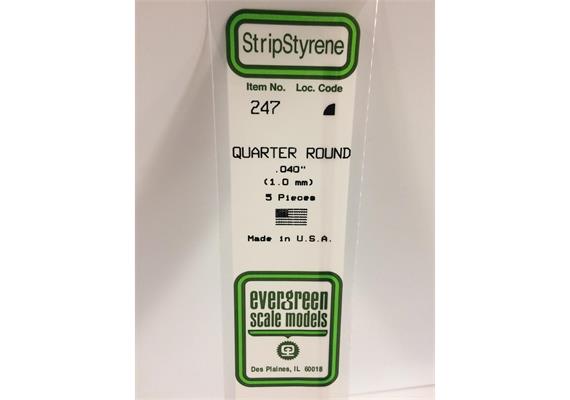 StripStyrene
Item No. Loc. Code
247
QUARTER ROUND
.040"
(1.0 mm)
5 Pieces
Made in U.S.A.
evergreen
scale models
Des Plaines, IL 60018